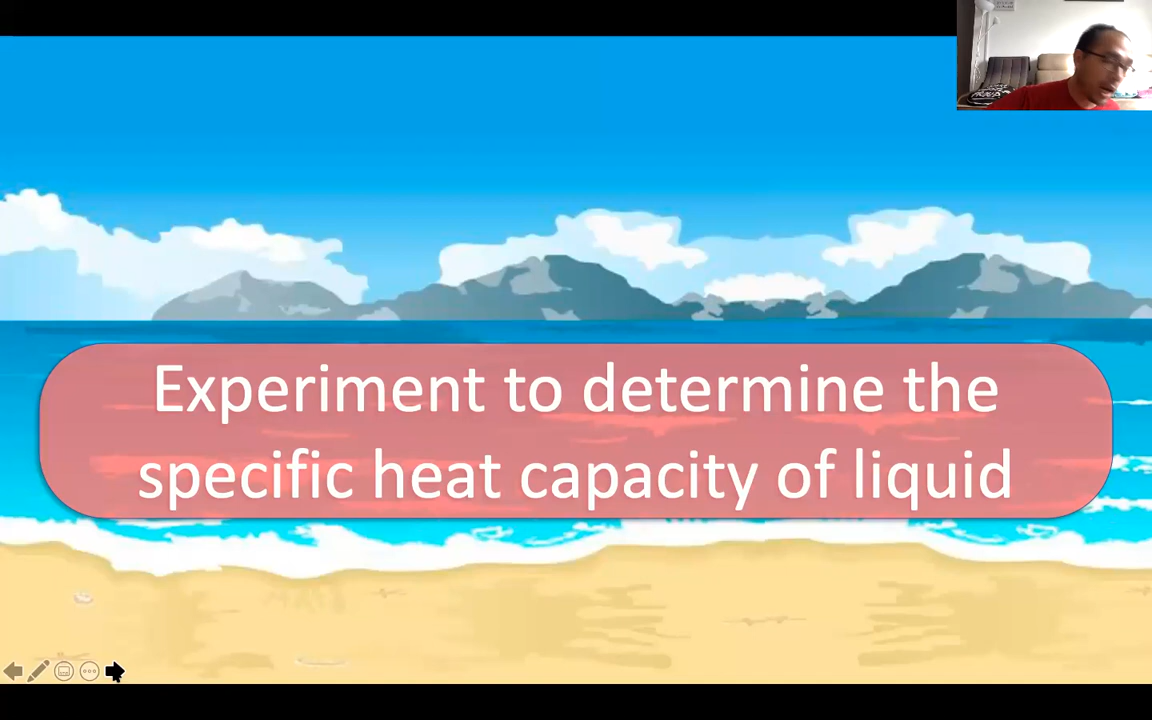 Experiment to determine the
specific heat capacity of liquid